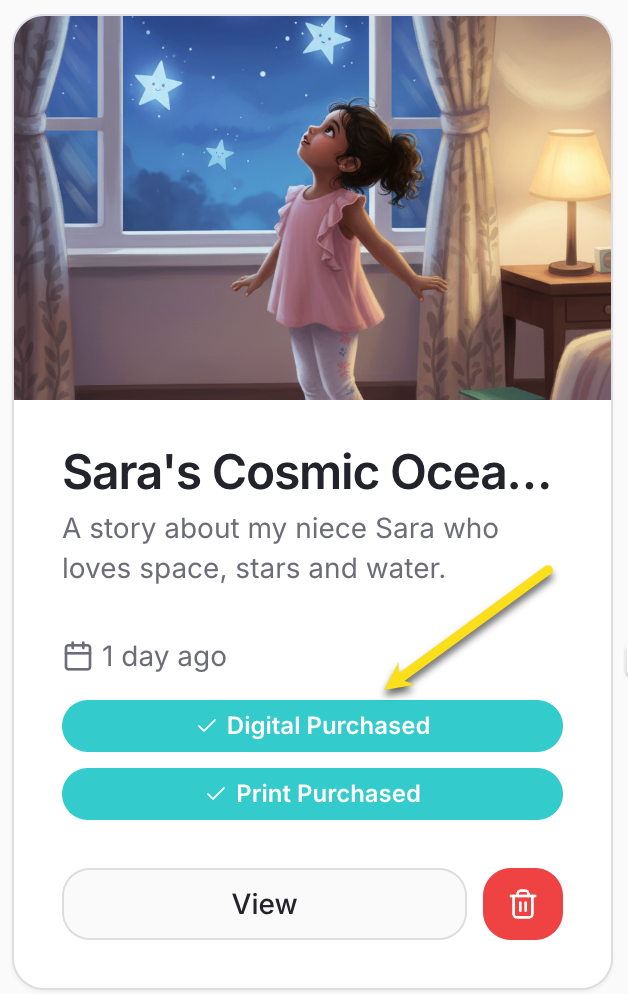 Sara's Cosmic Ocea...
A story about my niece Sara who
loves space, stars and water.
1 day ago
Digital Purchased
Print Purchased
View